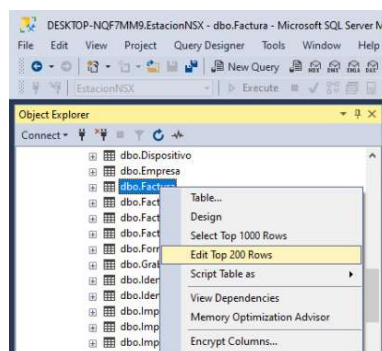 DESKTOP-NQF7MM9.EstacionNSX - dbo.Factura - Microsoft SQL Server M
File Edit View Project Query Designer Tools Window Help
New Query
EstacionNSX Execute
Object Explorer
Connect
dbo.Dispositivo
dbo.Empresa
dbo.Factura
dbo.Fact
dbo.Fact
dbo.Fact
dbo.Forr
dbo.Gral
dbo.Iden
dbo.Iden
dbo.Imp
dbo.Imp
dbo.Imp
Table...
Design
Select Top 1000 Rows
Edit Top 200 Rows
Script Table as
View Dependencies
Memory Optimization Advisor
Encrypt Columns...